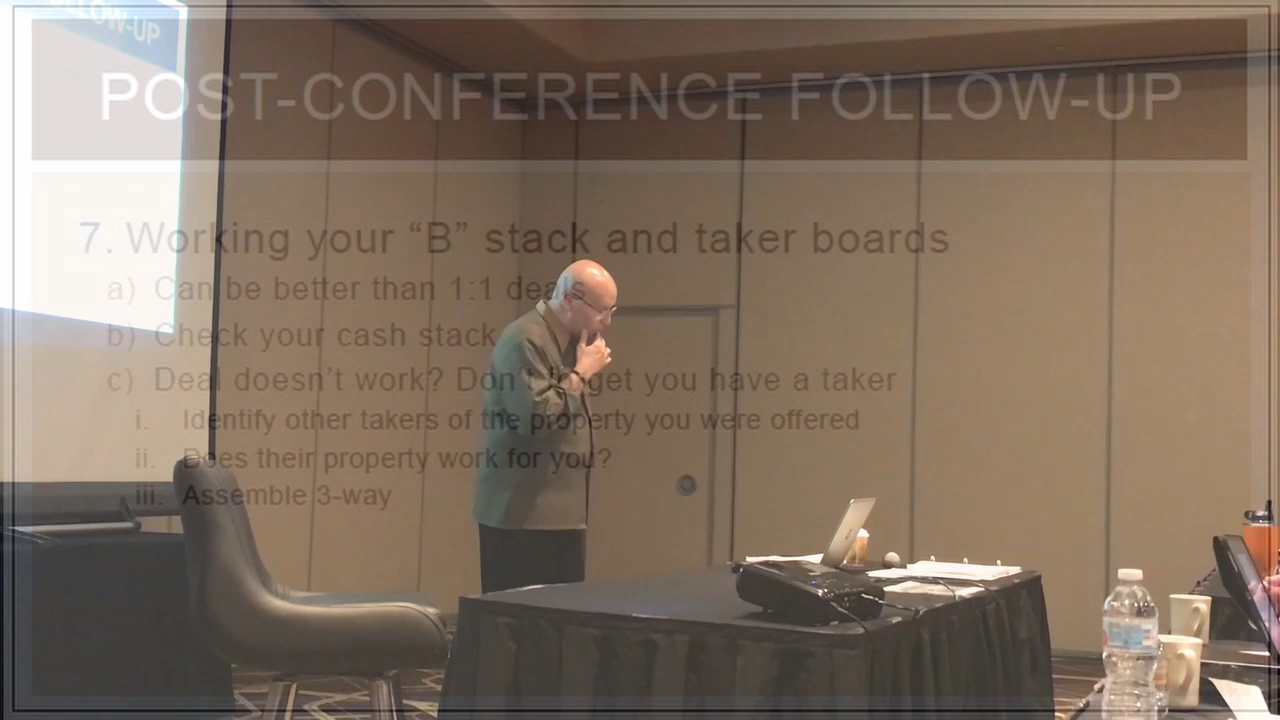 LLOW-UP
POST-CONFERENCE FOLLOW-UP
7. Working your “B” stack and taker boards
a) Can be better than 1:1 deals
b) Check your cash stack
c) Deal doesn’t work? Don’t forget you have a taker
i. Identify other takers of the property you were offered
ii. Does their property work for you?
iii. Assemble 3-way